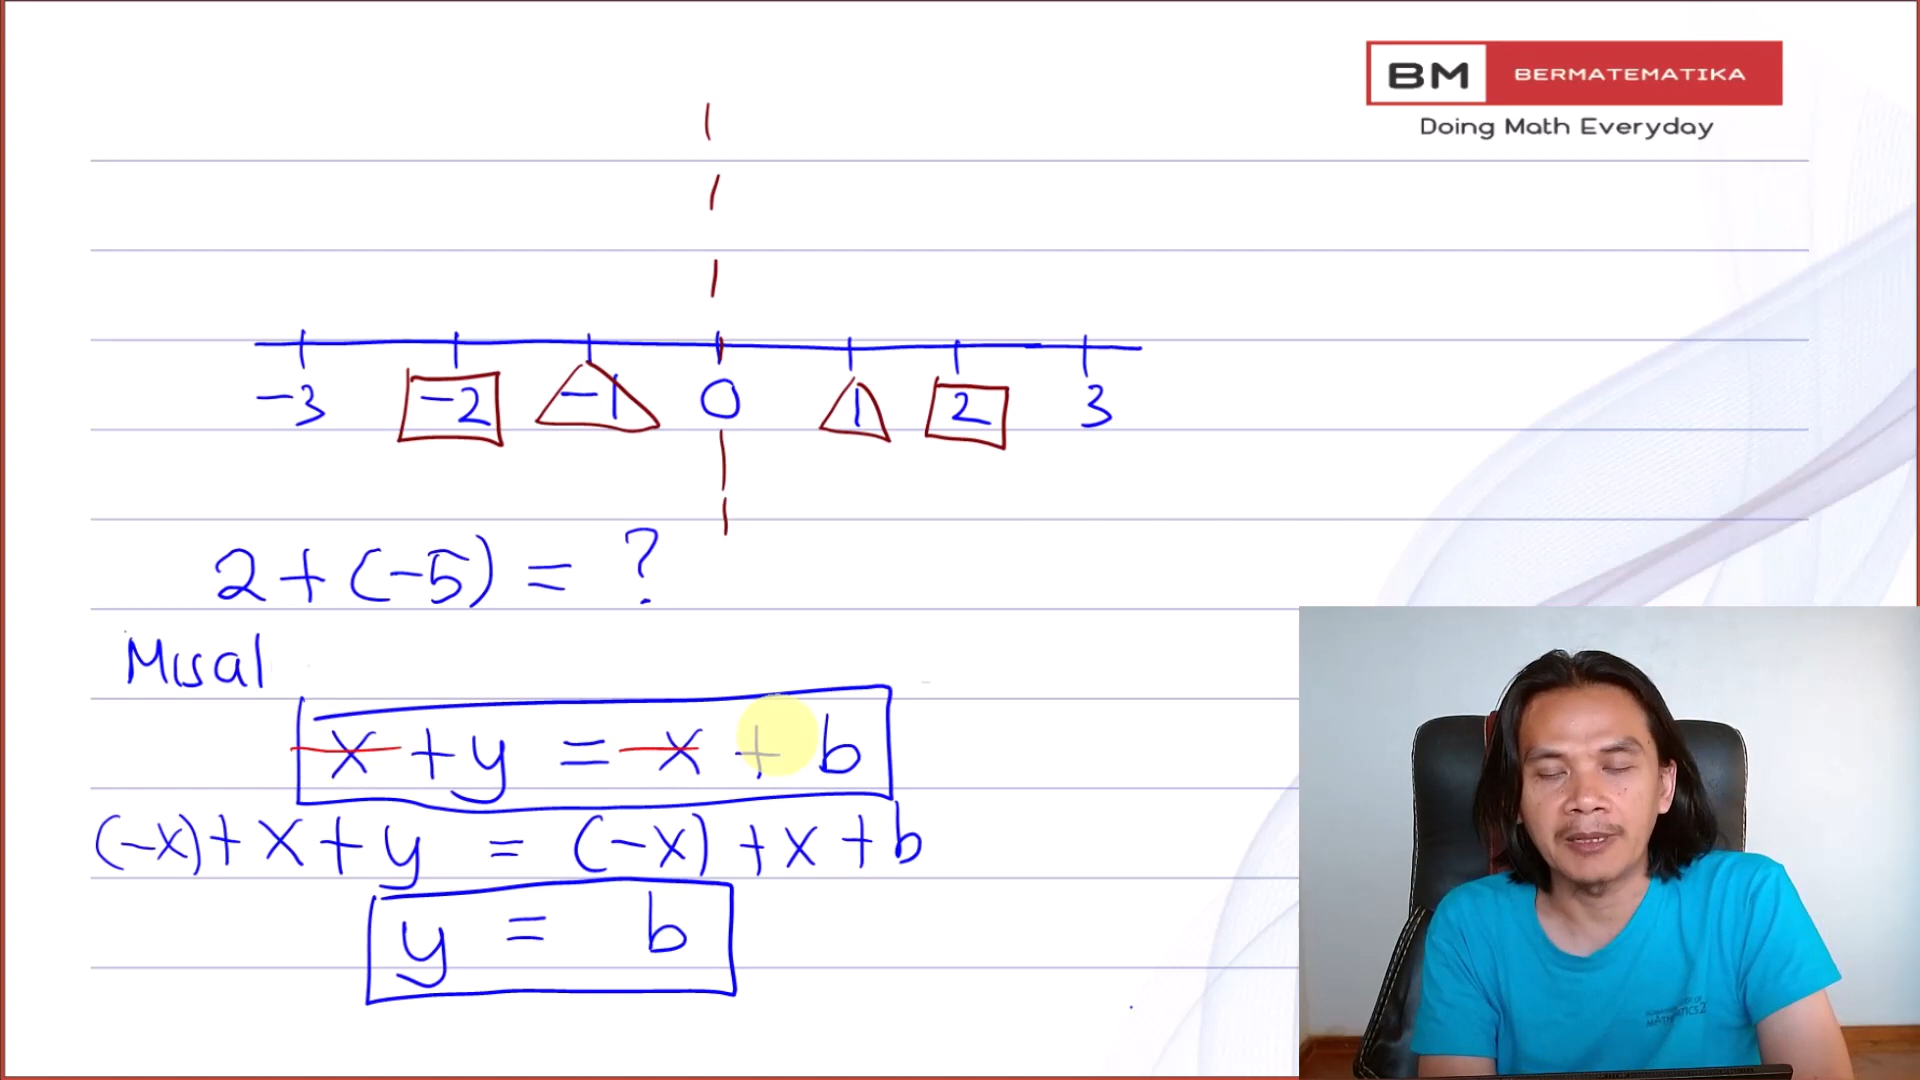 BM BERMATEMATIKA
Doing Math Everyday
-3 -2 -1 0 1 2 3
2 + (-5) = ?
Misal
x + y = x + b
(-x) + x + y = (-x) + x + b
y = b